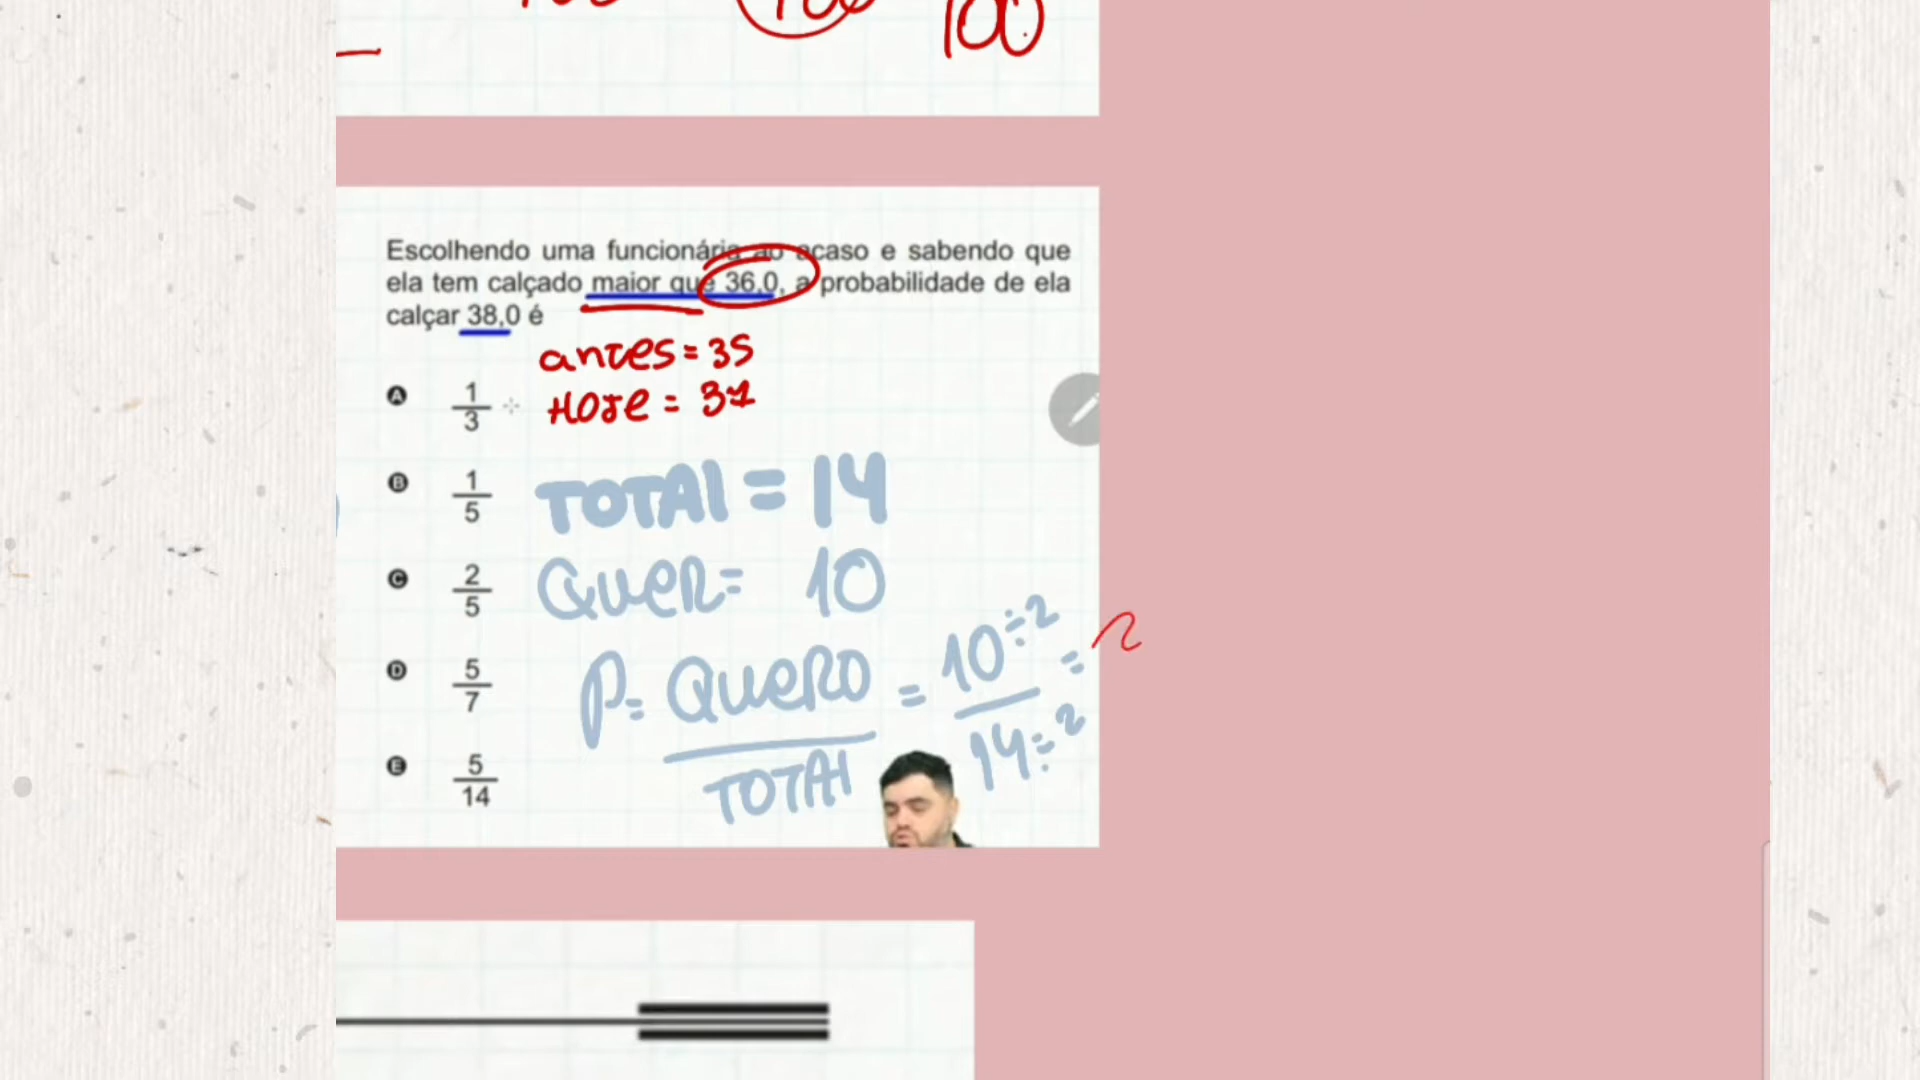 100
Escolhendo uma funcionária ao acaso e sabendo que
ela tem calçado maior que 36,0, a probabilidade de ela
calçar 38,0 é
antes = 35
HOJE = 37
A 1/3
B 1/5
TOTAL = 14
C 2/5
QUER = 10
D 5/7
P = QUERO/TOTAL = 10÷2/14÷2 =
E 5/14